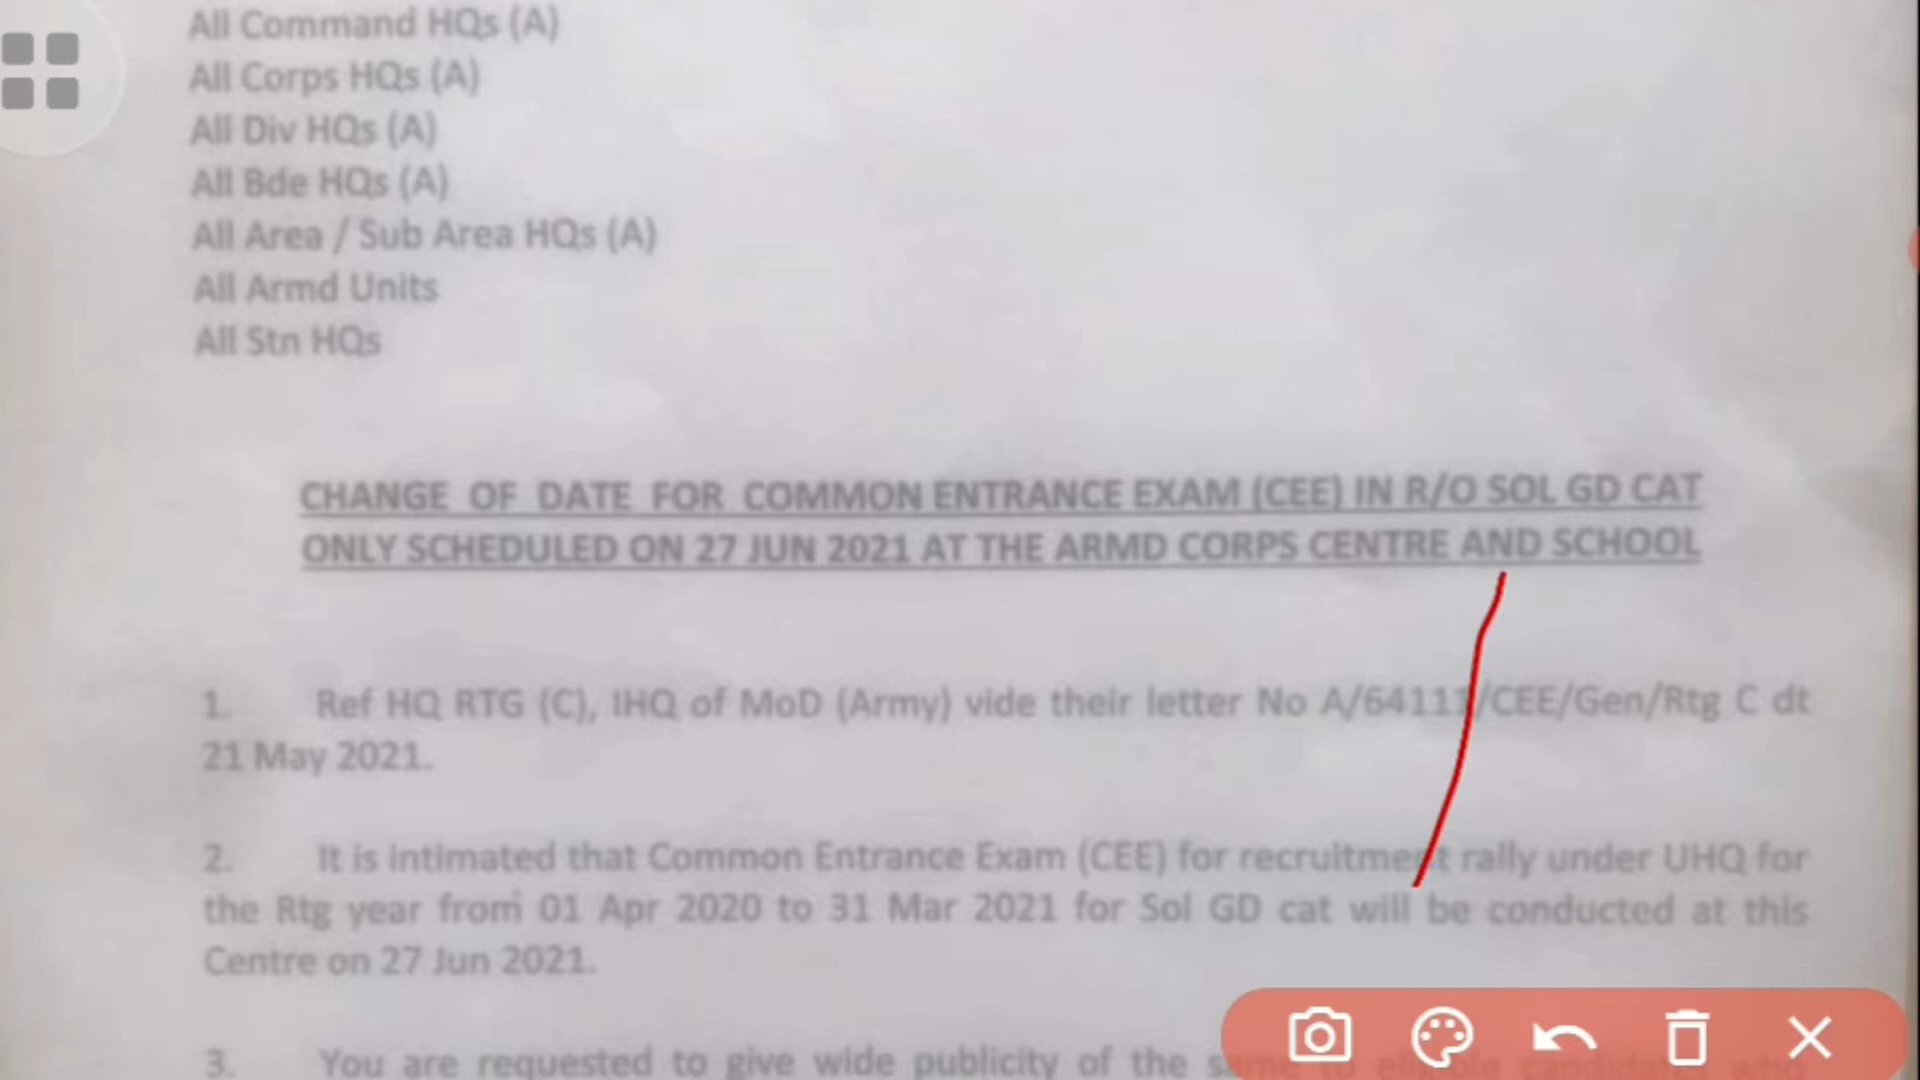 All Command HQs (A)
All Corps HQs (A)
All Div HQs (A)
All Bde HQs (A)
All Area / Sub Area HQs (A)
All Armd Units
All Stn HQs
CHANGE OF DATE FOR COMMON ENTRANCE EXAM (CEE) IN R/O SOL GD CAT
ONLY SCHEDULED ON 27 JUN 2021 AT THE ARMD CORPS CENTRE AND SCHOOL
1. Ref HQ RTG (C), IHQ of MoD (Army) vide their letter No A/64111/CEE/Gen/Rtg C dt
21 May 2021.
2. It is intimated that Common Entrance Exam (CEE) for recruitment rally under UHQ for
the Rtg year from 01 Apr 2020 to 31 Mar 2021 for Sol GD cat will be conducted at this
Centre on 27 Jun 2021.
3. You are requested to give wide publicity of the same to eligible candidates who